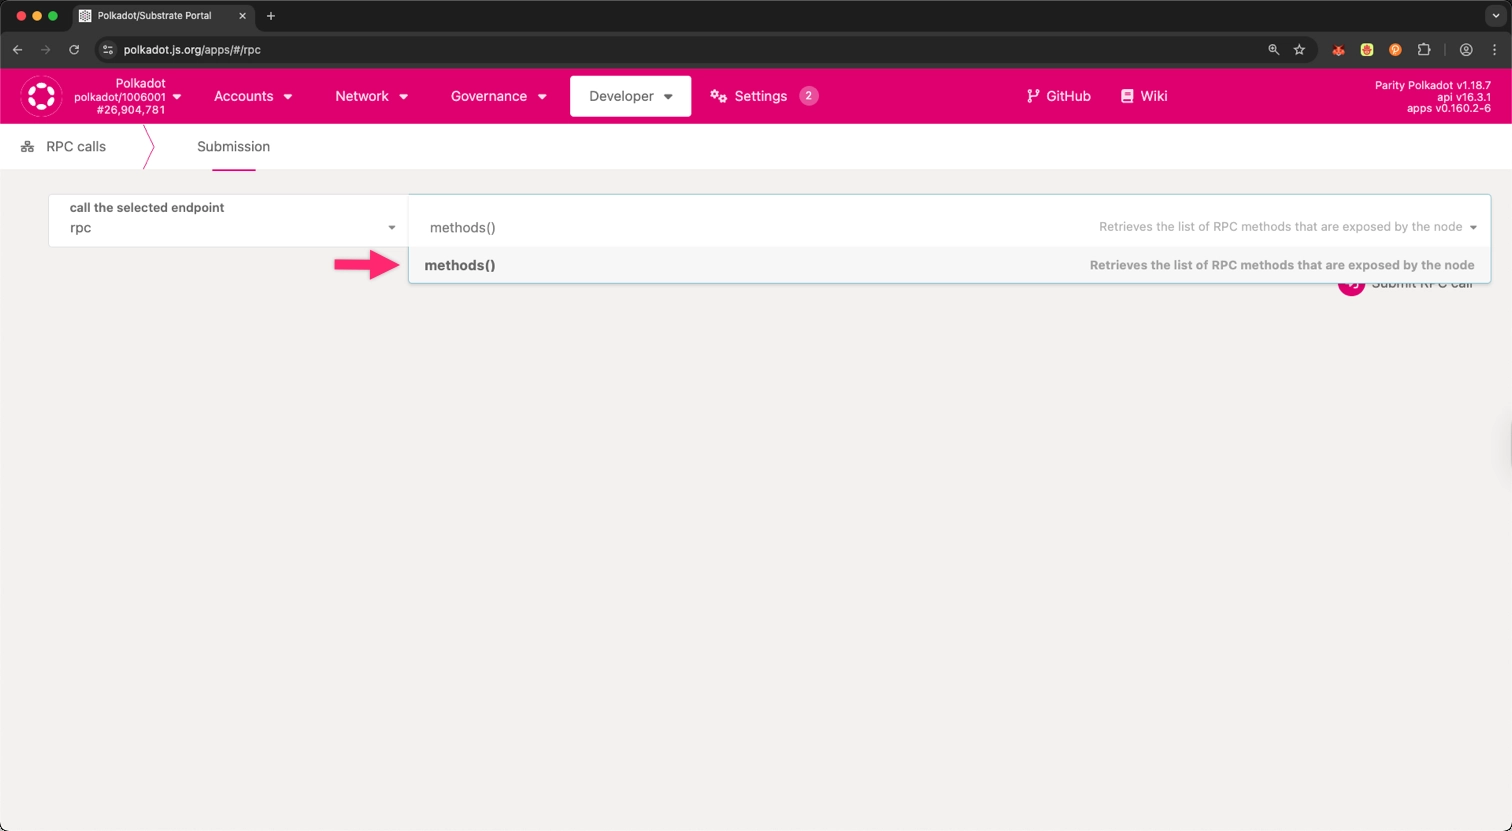 Polkadot/Substrate Portal
polkadot.js.org/apps/#/rpc
Polkadot
polkadot/1006001
#26,904,781
Accounts
Network
Governance
Developer
Settings 2
GitHub
Wiki
Parity Polkadot v1.18.7
api v16.3.1
apps v0.160.2-6
RPC calls
Submission
call the selected endpoint
rpc
methods()
Retrieves the list of RPC methods that are exposed by the node
methods()
Retrieves the list of RPC methods that are exposed by the node
Submit RPC call